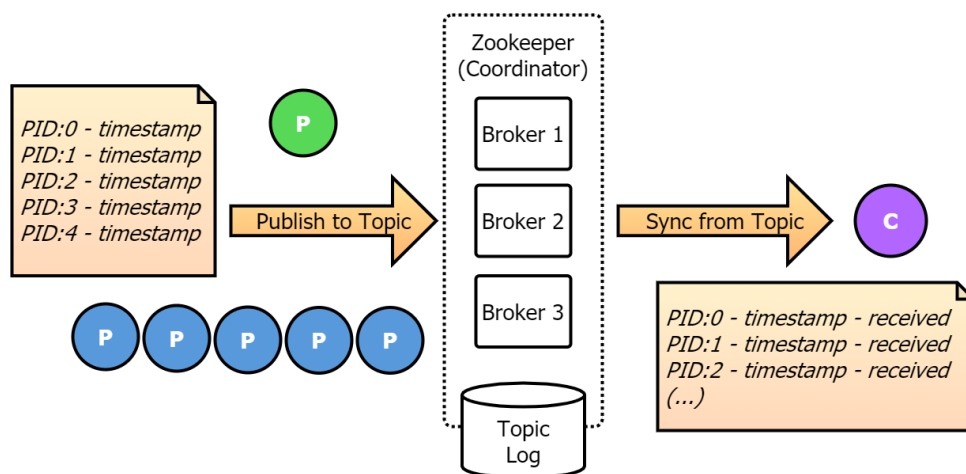 Zookeeper
(Coordinator)
PID:0 - timestamp
PID:1 - timestamp
PID:2 - timestamp
PID:3 - timestamp
PID:4 - timestamp
P
Publish to Topic
P
P
P
P
P
Broker 1
Broker 2
Broker 3
Topic
Log
Sync from Topic
C
PID:0 - timestamp - received
PID:1 - timestamp - received
PID:2 - timestamp - received
(...)